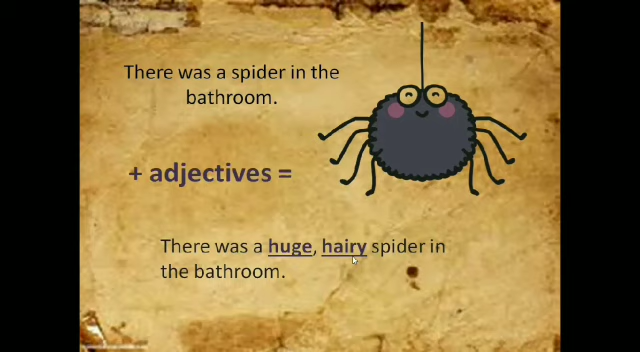 There was a spider in the
bathroom.
+ adjectives =
There was a huge, hairy spider in
the bathroom.